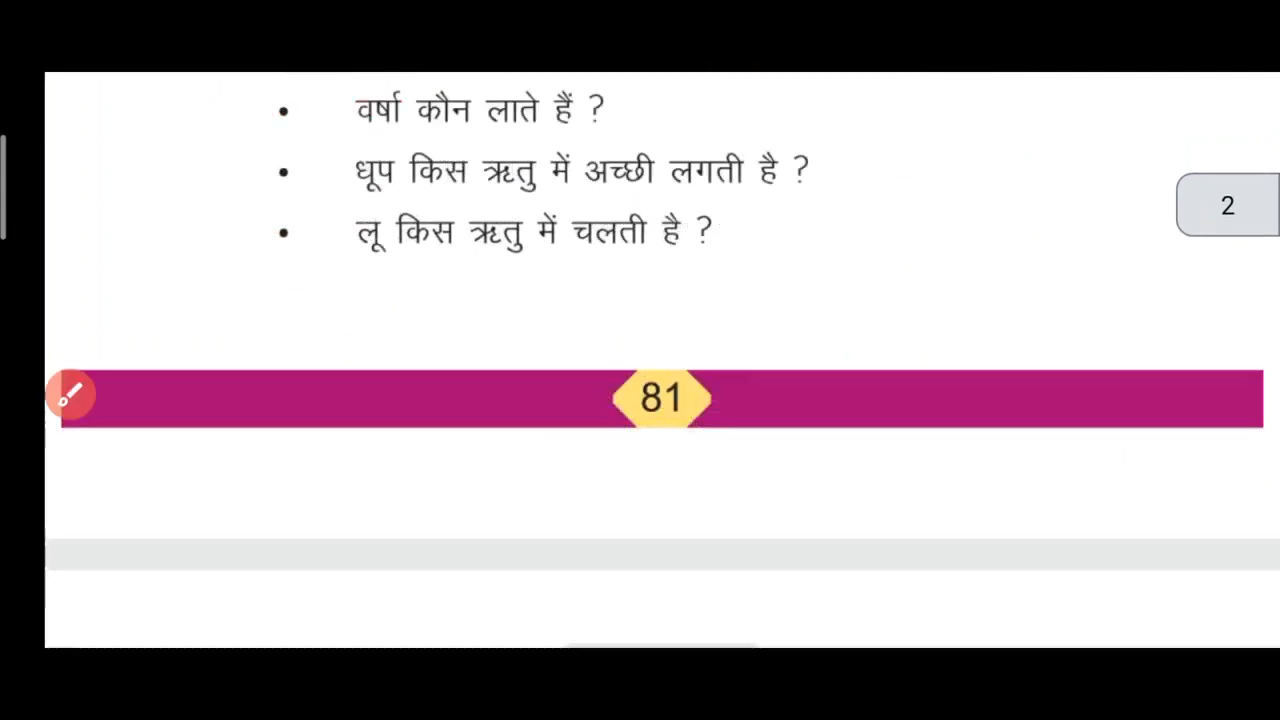 • वर्षा कौन लाते हैं ?
• धूप किस ऋतु में अच्छी लगती है ?
2
• लू किस ऋतु में चलती है ?
81